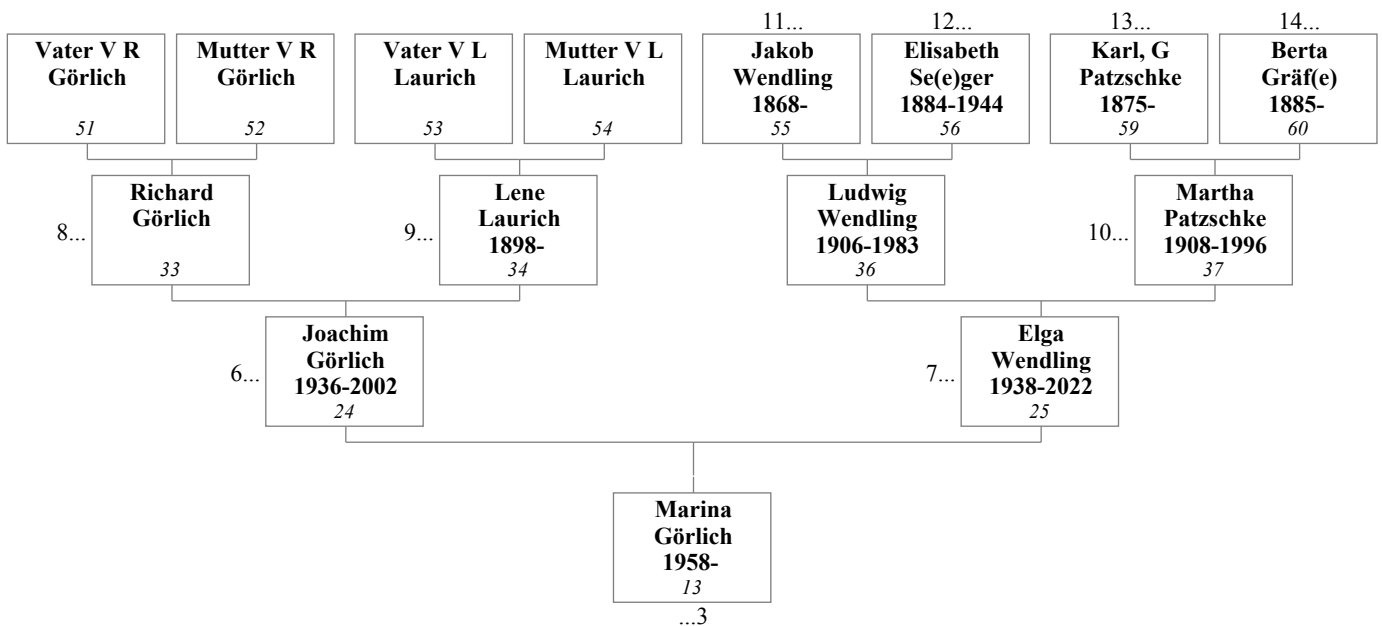 11...
12...
13...
14...
Vater V R
Görlich
51
Mutter V R
Görlich
52
Vater V L
Laurich
53
Mutter V L
Laurich
54
Jakob
Wendling
1868-
55
Elisabeth
Se(e)ger
1884-1944
56
Karl, G
Patzschke
1875-
59
Berta
Gräf(e)
1885-
60
8...
Richard
Görlich
33
9...
Lene
Laurich
1898-
34
Ludwig
Wendling
1906-1983
36
10...
Martha
Patzschke
1908-1996
37
6...
Joachim
Görlich
1936-2002
24
7...
Elga
Wendling
1938-2022
25
Marina
Görlich
1958-
13
...3